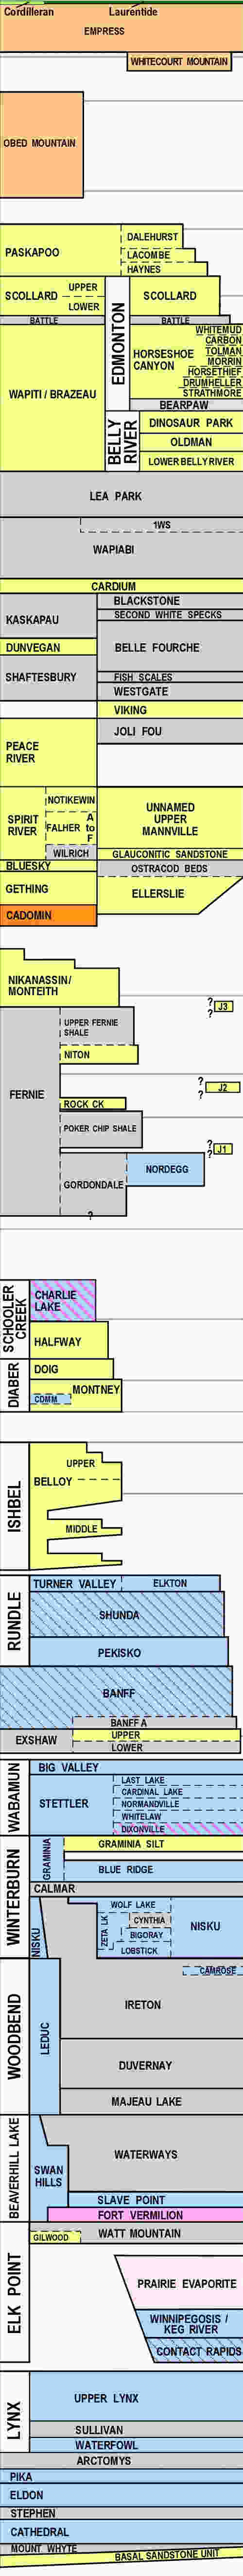 Cordilleran Laurentide
EMPRESS
WHITECOURT MOUNTAIN
OBED MOUNTAIN
PASKAPOO
DALEHURST
LACOMBE
HAYNES
SCOLLARD
UPPER
LOWER
EDMONTON
SCOLLARD
BATTLE
BATTLE
WAPITI / BRAZEAU
HORSESHOE
CANYON
WHITEMUD
CARBON
TOLMAN
MORRIN
HORSETHIEF
DRUMHELLER
STRATHMORE
BEARPAW
BELLY
RIVER
DINOSAUR PARK
OLDMAN
LOWER BELLY RIVER
LEA PARK
1WS
WAPIABI
CARDIUM
KASKAPAU
BLACKSTONE
SECOND WHITE SPECKS
DUNVEGAN
BELLE FOURCHE
SHAFTESBURY
FISH SCALES
WESTGATE
VIKING
JOLI FOU
PEACE
RIVER
SPIRIT
RIVER
NOTIKEWIN
FALHER
A
to
F
WILRICH
UNNAMED
UPPER
MANNVILLE
GLAUCONITIC SANDSTONE
BLUESKY
OSTRACOD BEDS
GETHING
ELLERSLIE
CADOMIN
NIKANASSIN/
MONTEITH
?
J3
?
FERNIE
UPPER FERNIE
SHALE
NITON
?
J2
?
ROCK CK
POKER CHIP SHALE
?
J1
?
NORDEGG
GORDONDALE
?
SCHOOLER
CREEK
CHARLIE
LAKE
HALFWAY
DIABER
DOIG
MONTNEY
CDMM
ISHBEL
UPPER
BELLOY
MIDDLE
RUNDLE
TURNER VALLEY
ELKTON
SHUNDA
PEKISKO
BANFF
BANFF A
EXSHAW
UPPER
LOWER
WABAMUN
BIG VALLEY
STETTLER
LAST LAKE
CARDINAL LAKE
NORMANDVILLE
WHITELAW
DIXONVILLE
WINTERBURN
GRAMINIA
GRAMINIA SILT
BLUE RIDGE
CALMAR
NISKU
ZETA LK
WOLF LAKE
CYNTHIA
BIGORAY
LOBSTICK
NISKU
CAMROSE
WOODBEND
LEDUC
IRETON
DUVERNAY
MAJEAU LAKE
BEAVERHILL LAKE
WATERWAYS
SWAN
HILLS
SLAVE POINT
FORT VERMILION
ELK POINT
WATT MOUNTAIN
GILWOOD
PRAIRIE EVAPORITE
WINNIPEGOSIS /
KEG RIVER
CONTACT RAPIDS
LYNX
UPPER LYNX
SULLIVAN
WATERFOWL
ARCTOMYS
PIKA
ELDON
STEPHEN
CATHEDRAL
MOUNT WHYTE
BASAL SANDSTONE UNIT